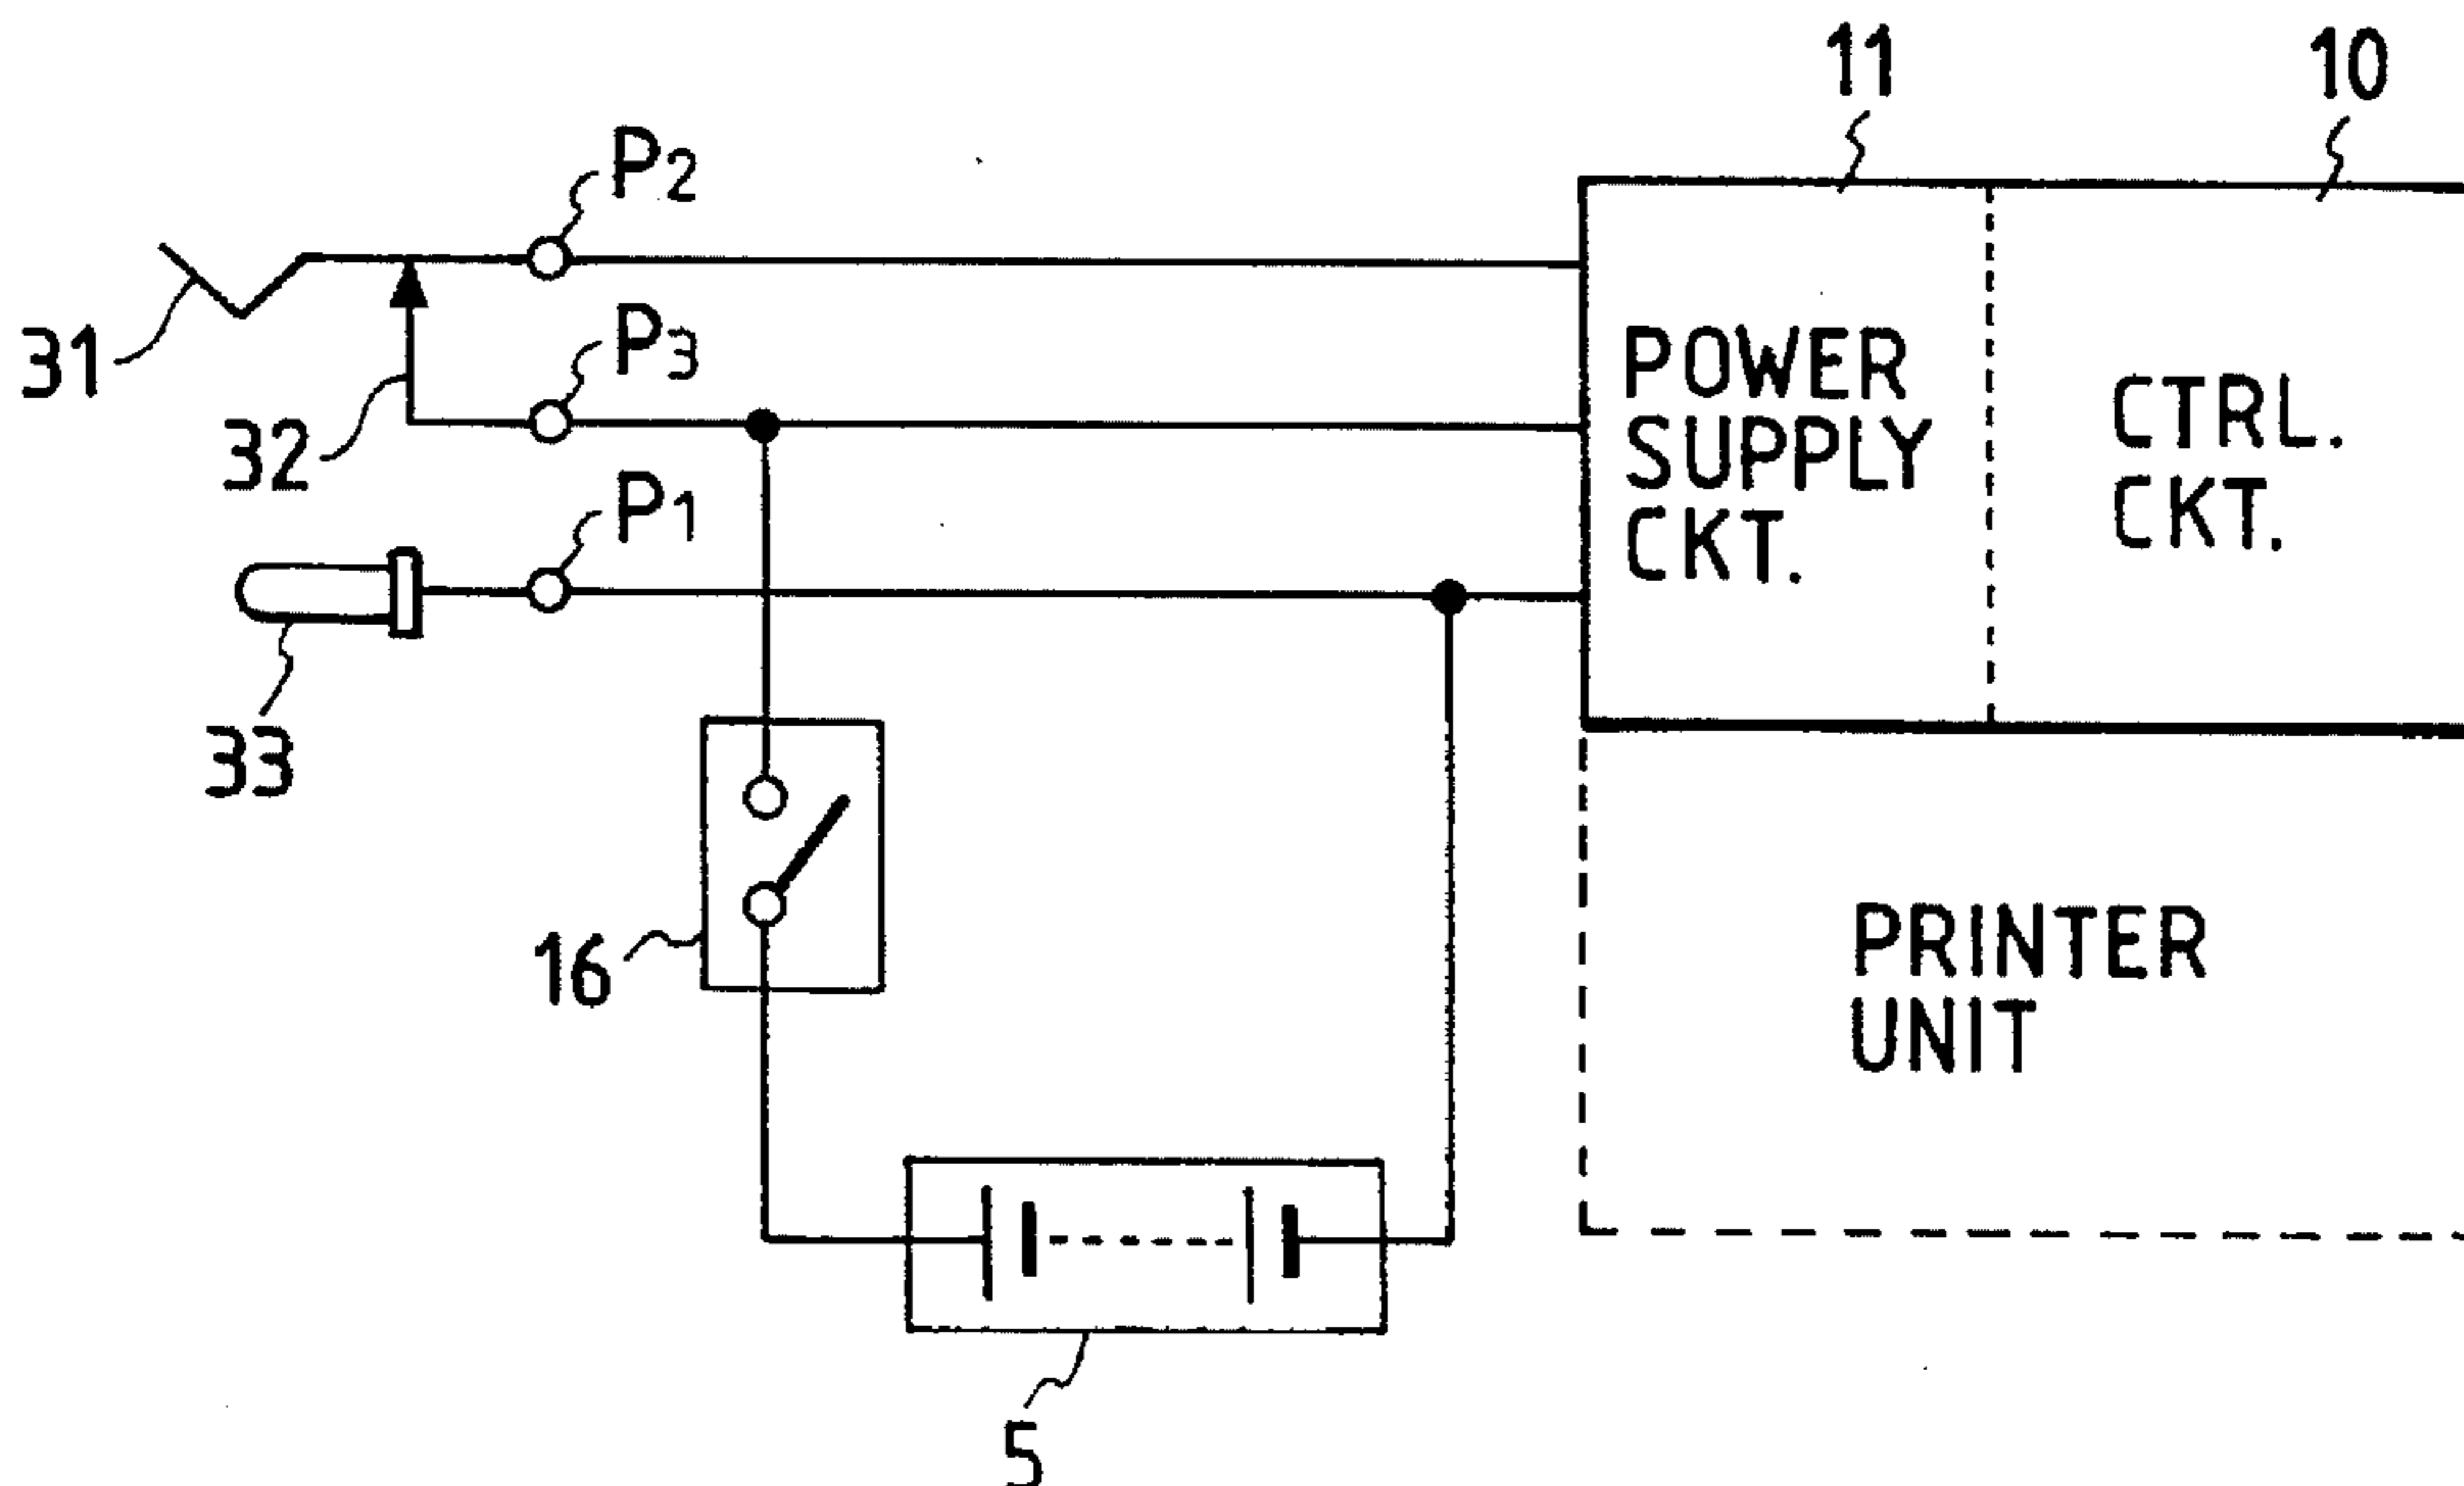 11
10
P2
31
P3
32
POWER
SUPPLY
CKT.
CTRL.
CKT.
P1
33
16
PRINTER
UNIT
5